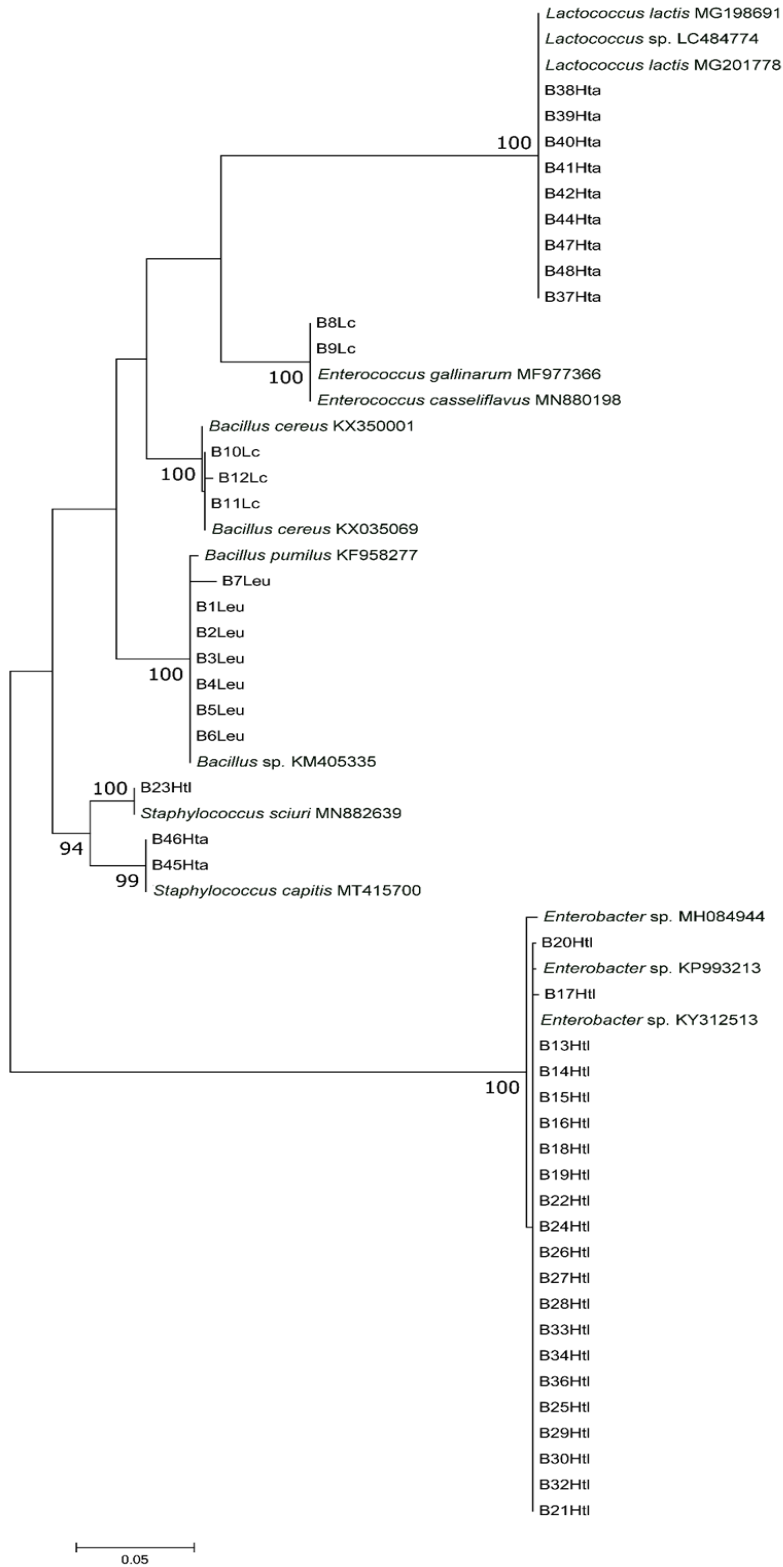 Lactococcus lactis MG198691
Lactococcus sp. LC484774
Lactococcus lactis MG201778
B38Hta
B39Hta
100 B40Hta
B41Hta
B42Hta
B44Hta
B47Hta
B48Hta
B37Hta
B8Lc
B9Lc
100 Enterococcus gallinarum MF977366
Enterococcus casseliflavus MN880198
Bacillus cereus KX350001
B10Lc
100 B12Lc
B11Lc
Bacillus cereus KX035069
Bacillus pumilus KF958277
B7Leu
B1Leu
B2Leu
B3Leu
100 B4Leu
B5Leu
B6Leu
Bacillus sp. KM405335
100 B23Htl
Staphylococcus sciuri MN882639
B46Hta
94
B45Hta
99 Staphylococcus capitis MT415700
Enterobacter sp. MH084944
B20Htl
Enterobacter sp. KP993213
B17Htl
Enterobacter sp. KY312513
B13Htl
B14Htl
100 B15Htl
B16Htl
B18Htl
B19Htl
B22Htl
B24Htl
B26Htl
B27Htl
B28Htl
B33Htl
B34Htl
B36Htl
B25Htl
B29Htl
B30Htl
B32Htl
B21Htl
0.05